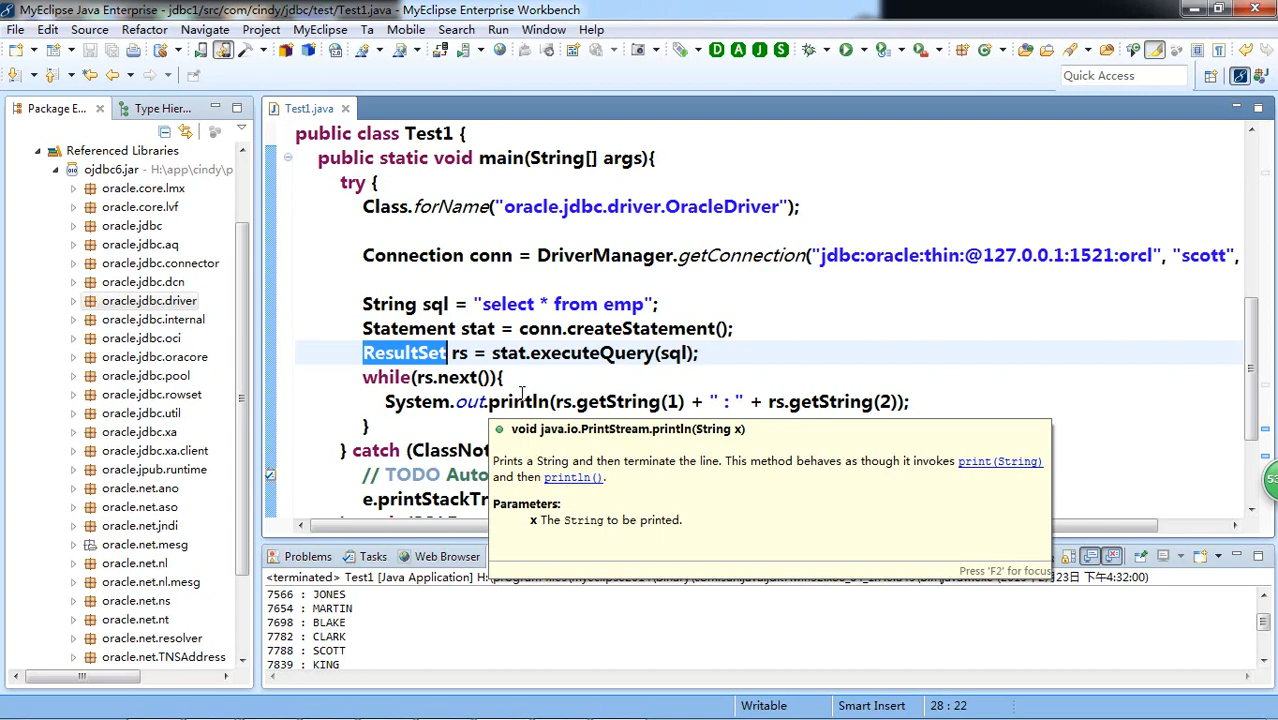 MyEclipse Java Enterprise - jdbc1/src/com/cindy/jdbc/test/Test1.java - MyEclipse Enterprise Workbench
File Edit Source Refactor Navigate Project MyEclipse Ta Mobile Search Run Window Help
Quick Access
Package E... Type Hier...
Test1.java
Referenced Libraries
ojdbc6.jar - H:\app\cindy\p
oracle.core.lmx
oracle.core.lvf
oracle.jdbc
oracle.jdbc.aq
oracle.jdbc.connector
oracle.jdbc.dcn
oracle.jdbc.driver
oracle.jdbc.internal
oracle.jdbc.oci
oracle.jdbc.pool
oracle.jdbc.rowset
oracle.jdbc.util
oracle.jdbc.xa
oracle.jdbc.xa.client
oracle.jpub.runtime
oracle.net.ano
oracle.net.aso
oracle.net.jndi
oracle.net.mesg
oracle.net.nl
oracle.net.nl.mesg
oracle.net.ns
oracle.net.nt
oracle.net.resolver
oracle.net.TNSAddress
public class Test1 {
public static void main(String[] args){
try {
Class.forName("oracle.jdbc.driver.OracleDriver");
Connection conn = DriverManager.getConnection("jdbc:oracle:thin:@127.0.0.1:1521:orcl", "scott",
String sql = "select * from emp";
Statement stat = conn.createStatement();
ResultSet rs = stat.executeQuery(sql);
while(rs.next()){
System.out.println(rs.getString(1) + " : " + rs.getString(2));
}
} catch (ClassNot
// TODO Auto
e.printStackTr
void java.io.PrintStream.println(String x)
Prints a String and then terminate the line. This method behaves as though it invokes print(String)
and then println().
Parameters:
x The String to be printed.
Press 'F2' for focus
53
Problems Tasks Web Browser
<terminated> Test1 [Java Application]
7566 : JONES
7654 : MARTIN
7698 : BLAKE
7782 : CLARK
7788 : SCOTT
7839 : KING
Writable Smart Insert 28 : 22